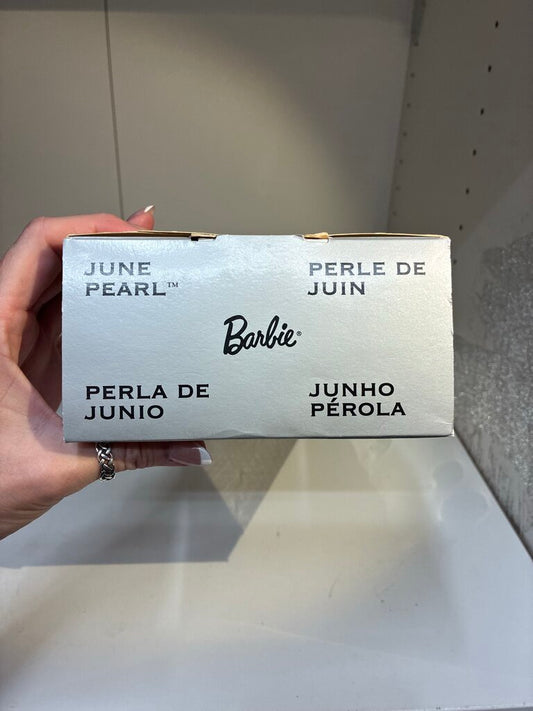 JUNE
PEARL™
PERLE DE
JUIN
Barbie®
PERLA DE
JUNIO
JUNHO
PÉROLA